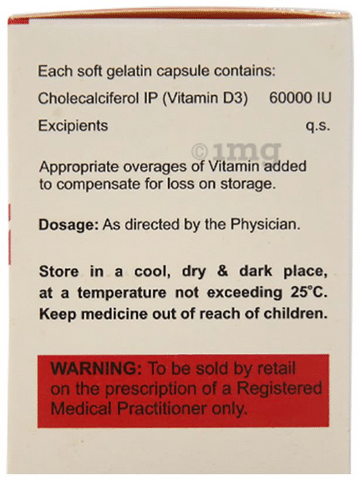 Each soft gelatin capsule contains:
Cholecalciferol IP (Vitamin D3) 60000 IU
Excipients q.s.
1mg
Appropriate overages of Vitamin added
to compensate for loss on storage.
Dosage: As directed by the Physician.
Store in a cool, dry & dark place,
at a temperature not exceeding 25°C.
Keep medicine out of reach of children.
WARNING: To be sold by retail
on the prescription of a Registered
Medical Practitioner only.